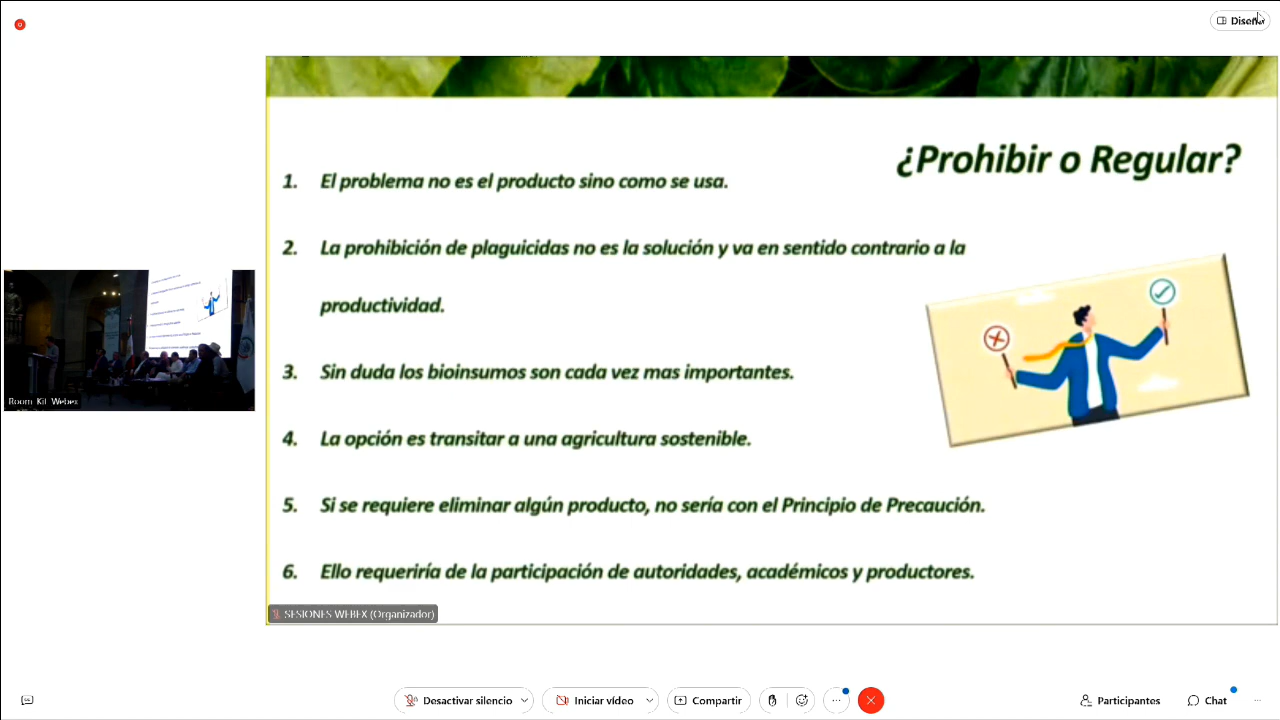 Diseño
¿Prohibir o Regular?
1. El problema no es el producto sino como se usa.
2. La prohibición de plaguicidas no es la solución y va en sentido contrario a la
productividad.
3. Sin duda los bioinsumos son cada vez mas importantes.
4. La opción es transitar a una agricultura sostenible.
5. Si se requiere eliminar algún producto, no sería con el Principio de Precaución.
6. Ello requeriría de la participación de autoridades, académicos y productores.
Room Kit Webex
SESIONES WEBEX (Organizador)
Desactivar silencio
Iniciar vídeo
Compartir
Participantes
Chat